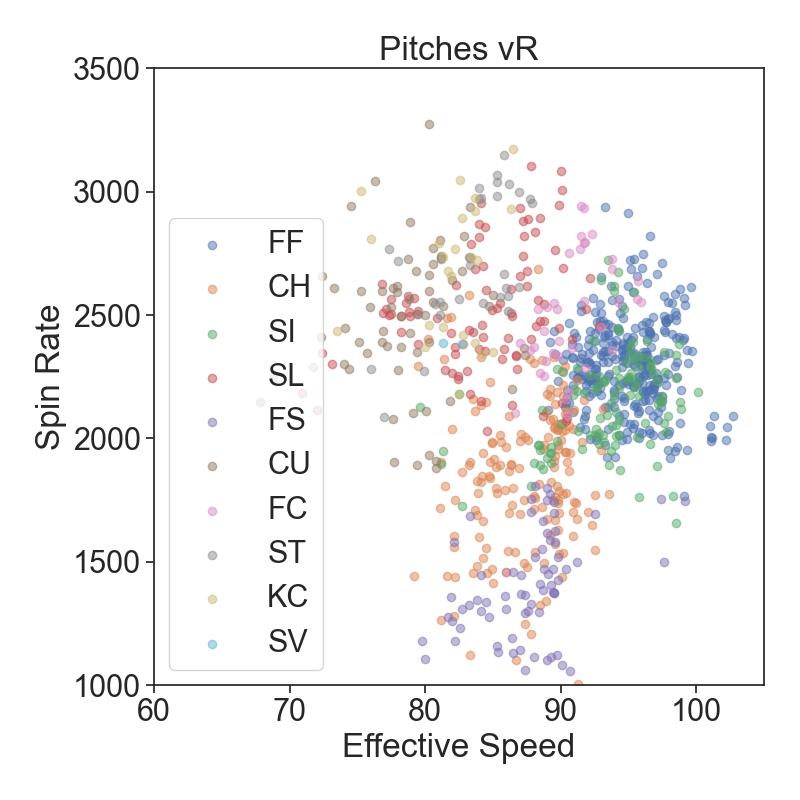 Pitches vR
3500
3000
2500
2000
1500
1000
Spin Rate
FF
CH
SI
SL
FS
CU
FC
ST
KC
SV
60 70 80 90 100
Effective Speed